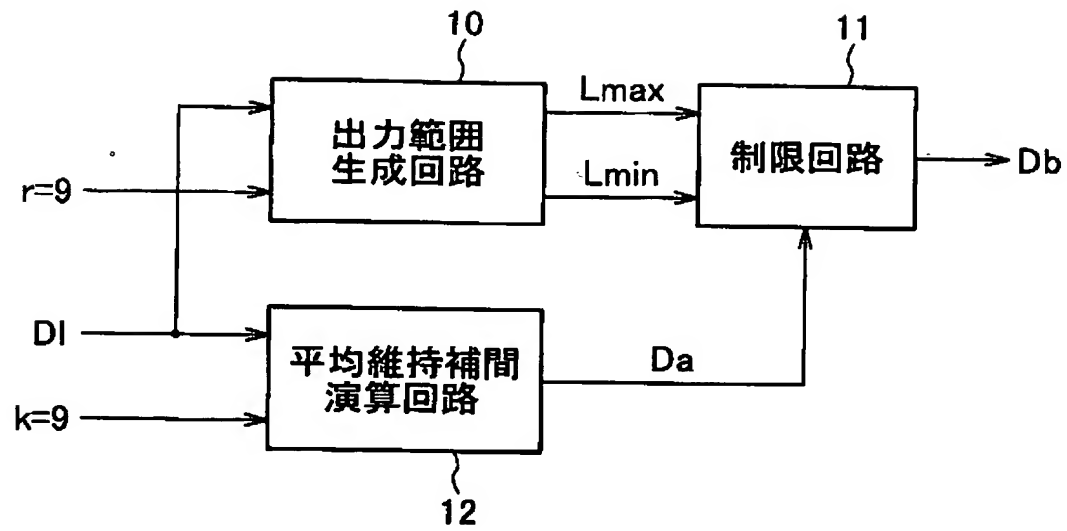 10
11
出力範囲
生成回路
Lmax
Lmin
制限回路
Db
r=9
DI
平均維持補間
演算回路
Da
k=9
12